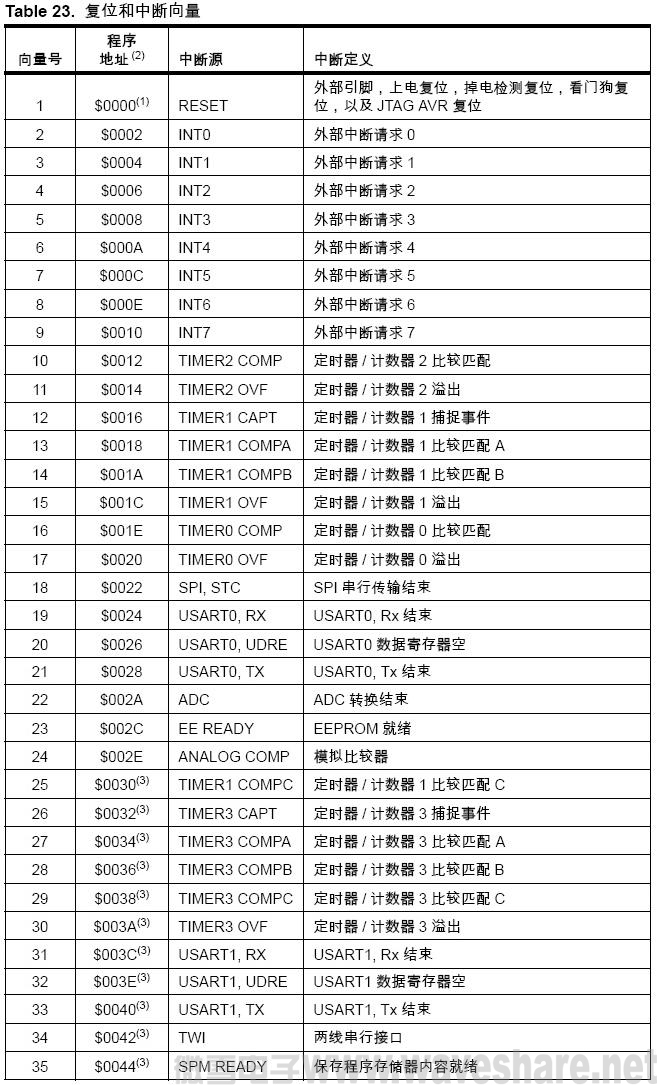 Table 23. 复位和中断向量
向量号 程序地址(2) 中断源 中断定义
1 $0000(1) RESET 外部引脚，上电复位，掉电检测复位，看门狗复
位，以及 JTAG AVR 复位
2 $0002 INT0 外部中断请求 0
3 $0004 INT1 外部中断请求 1
4 $0006 INT2 外部中断请求 2
5 $0008 INT3 外部中断请求 3
6 $000A INT4 外部中断请求 4
7 $000C INT5 外部中断请求 5
8 $000E INT6 外部中断请求 6
9 $0010 INT7 外部中断请求 7
10 $0012 TIMER2 COMP 定时器 / 计数器 2 比较匹配
11 $0014 TIMER2 OVF 定时器 / 计数器 2 溢出
12 $0016 TIMER1 CAPT 定时器 / 计数器 1 捕捉事件
13 $0018 TIMER1 COMPA 定时器 / 计数器 1 比较匹配 A
14 $001A TIMER1 COMPB 定时器 / 计数器 1 比较匹配 B
15 $001C TIMER1 OVF 定时器 / 计数器 1 溢出
16 $001E TIMER0 COMP 定时器 / 计数器 0 比较匹配
17 $0020 TIMER0 OVF 定时器 / 计数器 0 溢出
18 $0022 SPI, STC SPI 串行传输结束
19 $0024 USART0, RX USART0, Rx 结束
20 $0026 USART0, UDRE USART0 数据寄存器空
21 $0028 USART0, TX USART0, Tx 结束
22 $002A ADC ADC 转换结束
23 $002C EE READY EEPROM 就绪
24 $002E ANALOG COMP 模拟比较器
25 $0030(3) TIMER1 COMPC 定时器 / 计数器 1 比较匹配 C
26 $0032(3) TIMER3 CAPT 定时器 / 计数器 3 捕捉事件
27 $0034(3) TIMER3 COMPA 定时器 / 计数器 3 比较匹配 A
28 $0036(3) TIMER3 COMPB 定时器 / 计数器 3 比较匹配 B
29 $0038(3) TIMER3 COMPC 定时器 / 计数器 3 比较匹配 C
30 $003A(3) TIMER3 OVF 定时器 / 计数器 3 溢出
31 $003C(3) USART1, RX USART1, Rx 结束
32 $003E(3) USART1, UDRE USART1 数据寄存器空
33 $0040(3) USART1, TX USART1, Tx 结束
34 $0042(3) TWI 两线串行接口
35 $0044(3) SPM READY 保存程序存储器内容就绪
微雪电子 www.waveshare.net